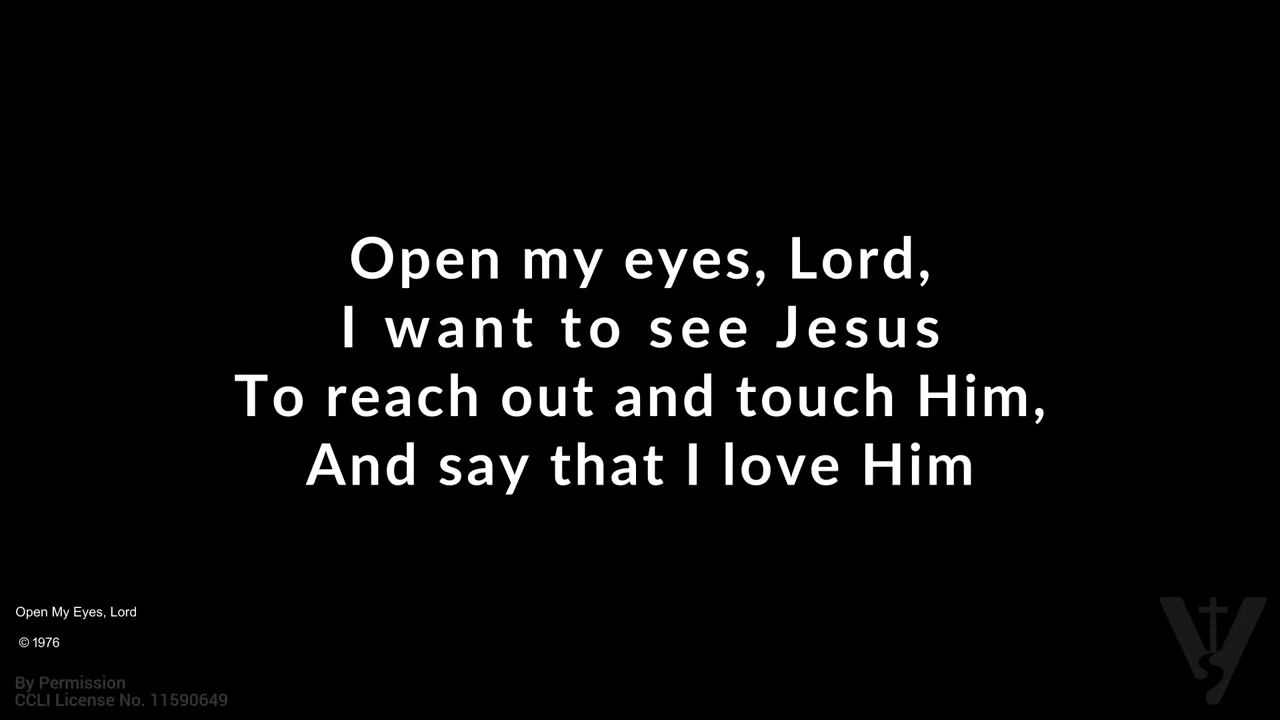 Open my eyes, Lord,
I want to see Jesus
To reach out and touch Him,
And say that I love Him
Open My Eyes, Lord
© 1976
By Permission
CCLI License No. 11590649